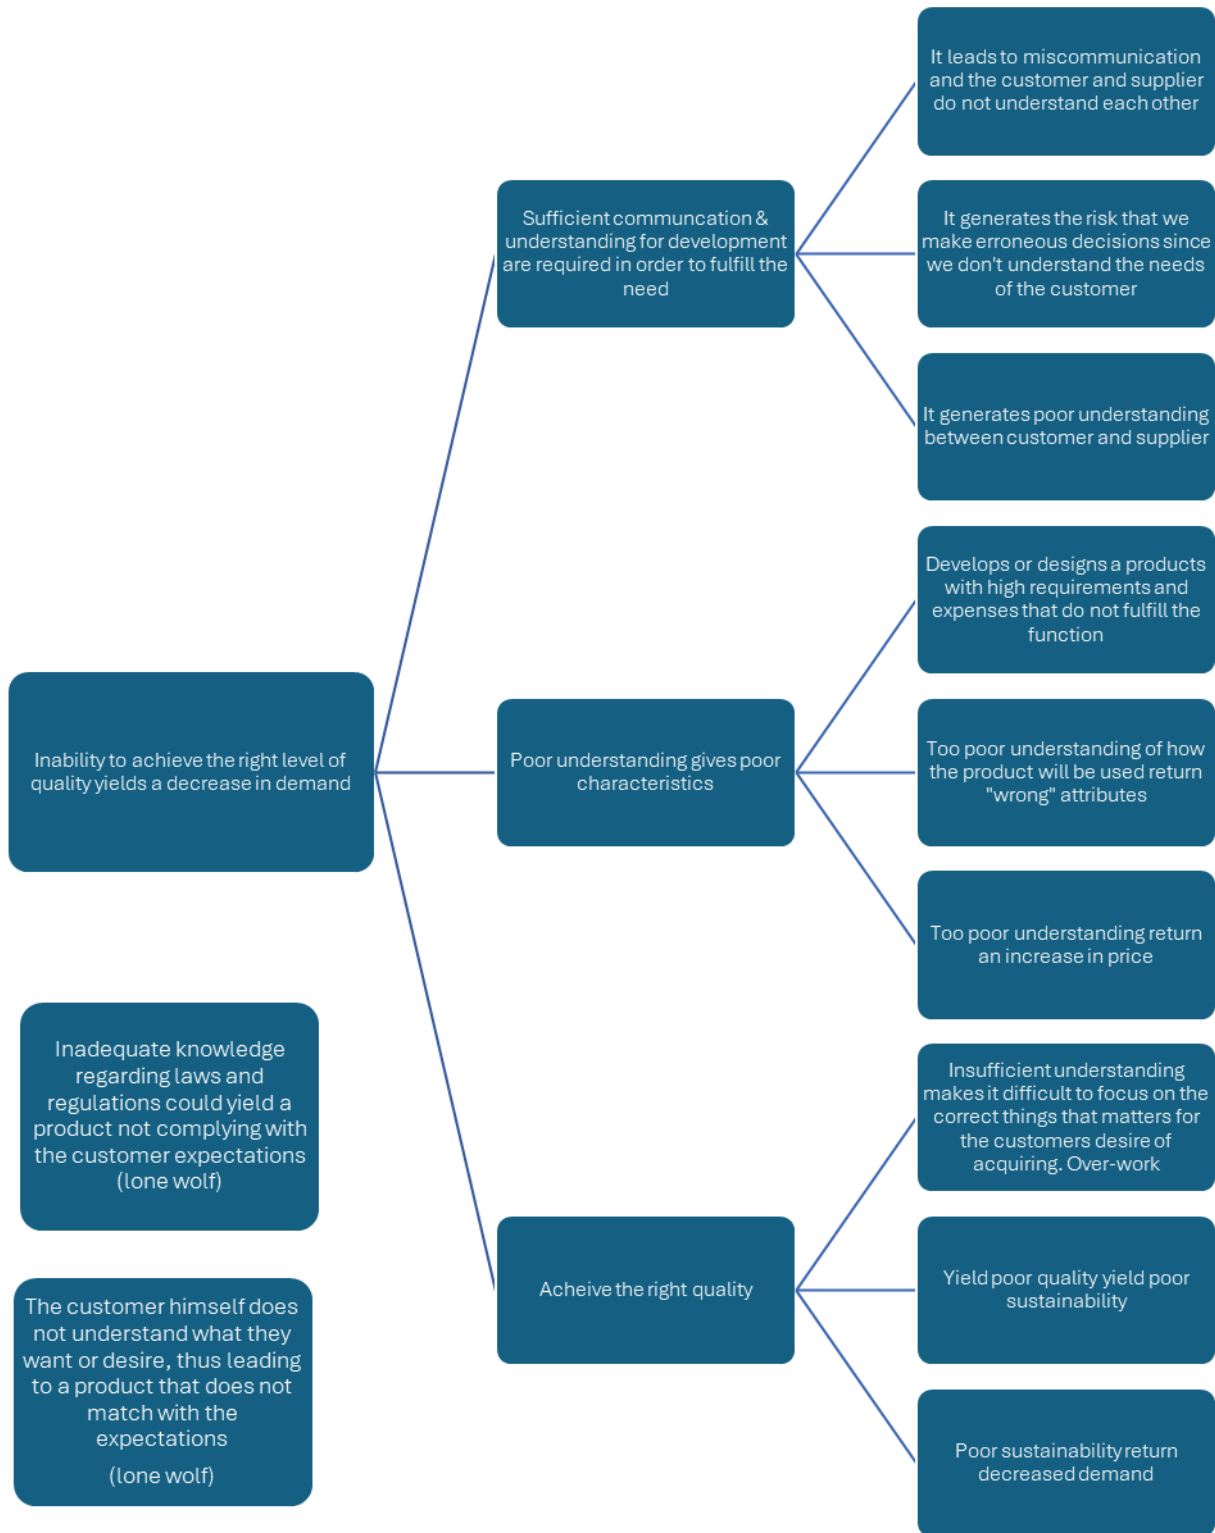 It leads to miscommunication
and the customer and supplier
do not understand each other
Sufficient communcation &
understanding for development
are required in order to fulfill the
need
It generates the risk that we
make erroneous decisions since
we don't understand the needs
of the customer
It generates poor understanding
between customer and supplier
Develops or designs a products
with high requirements and
expenses that do not fulfill the
function
Inability to achieve the right level of
quality yields a decrease in demand
Poor understanding gives poor
characteristics
Too poor understanding of how
the product will be used return
"wrong" attributes
Too poor understanding return
an increase in price
Inadequate knowledge
regarding laws and
regulations could yield a
product not complying with
the customer expectations
(lone wolf)
Insufficient understanding
makes it difficult to focus on the
correct things that matters for
the customers desire of
acquiring. Over-work
Acheive the right quality
Yield poor quality yield poor
sustainability
The customer himself does
not understand what they
want or desire, thus leading
to a product that does not
match with the
expectations
(lone wolf)
Poor sustainability return
decreased demand